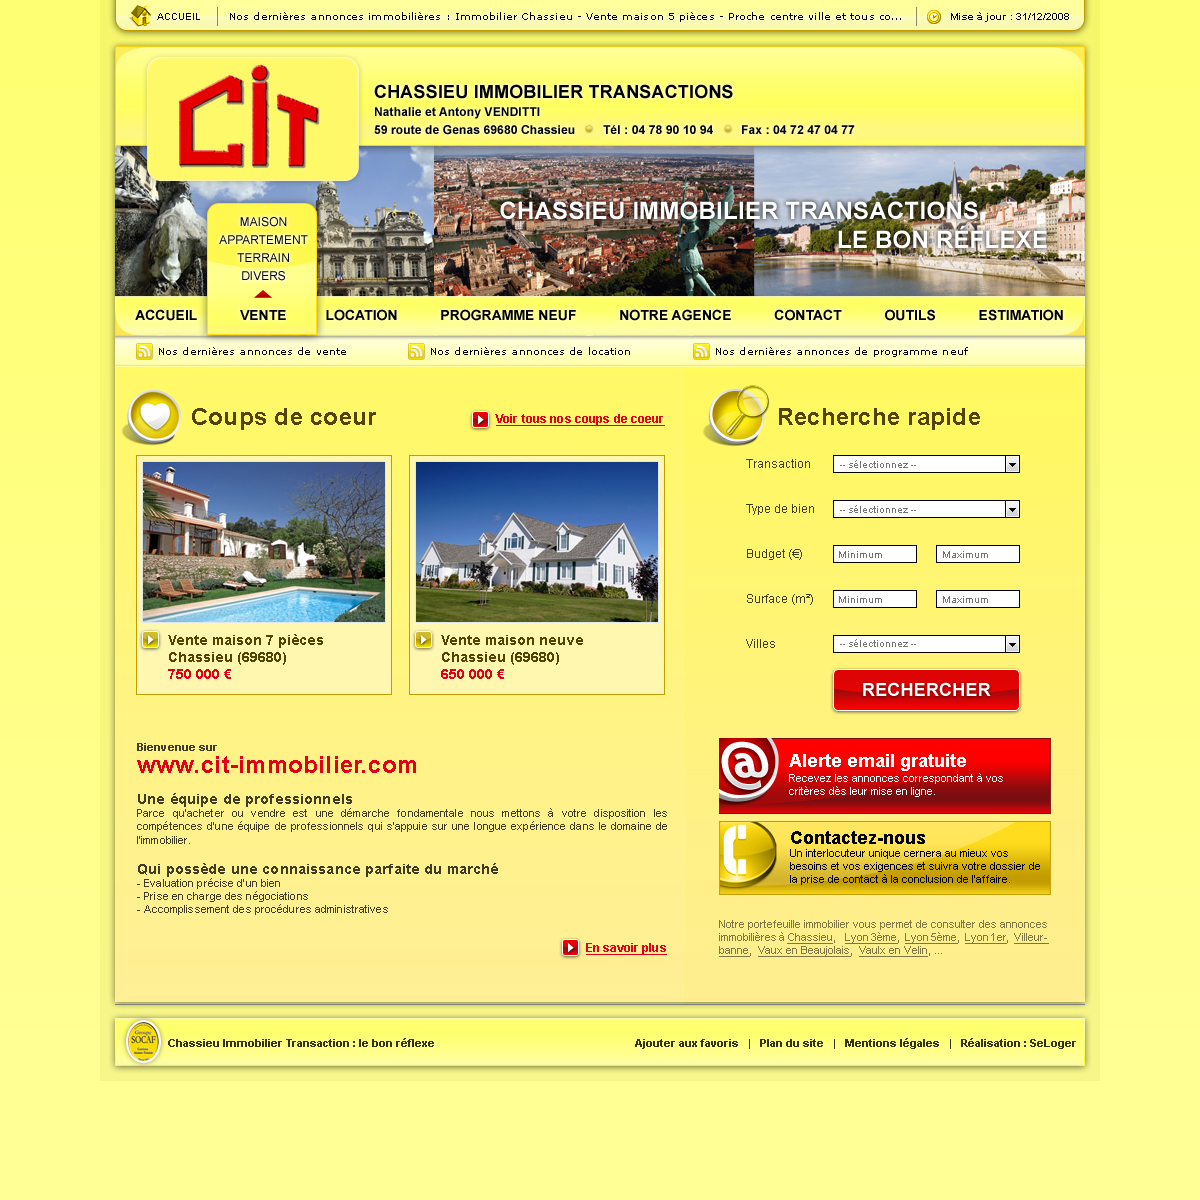 ACCUEIL
Nos dernières annonces immobilières : Immobilier Chassieu - Vente maison 5 pièces - Proche centre ville et tous co...
Mise à jour : 31/12/2008
CIT
CHASSIEU IMMOBILIER TRANSACTIONS
Nathalie et Antony VENDITTI
59 route de Genas 69680 Chassieu
Tél : 04 78 90 10 94
Fax : 04 72 47 04 77
CHASSIEU IMMOBILIER TRANSACTIONS,
LE BON RÉFLEXE
MAISON
APPARTEMENT
TERRAIN
DIVERS
ACCUEIL
VENTE
LOCATION
PROGRAMME NEUF
NOTRE AGENCE
CONTACT
OUTILS
ESTIMATION
Nos dernières annonces de vente
Nos dernières annonces de location
Nos dernières annonces de programme neuf
Coups de coeur
Voir tous nos coups de coeur
Vente maison 7 pièces
Chassieu (69680)
750 000 €
Vente maison neuve
Chassieu (69680)
650 000 €
Recherche rapide
Transaction
-- sélectionnez --
Type de bien
-- sélectionnez --
Budget (€)
Minimum
Maximum
Surface (m²)
Minimum
Maximum
Villes
-- sélectionnez --
RECHERCHER
Bienvenue sur
www.cit-immobilier.com
Une équipe de professionnels
Parce qu'acheter ou vendre est une démarche fondamentale nous mettons à votre disposition les
compétences d'une équipe de professionnels qui s'appuie sur une longue expérience dans le domaine de
l'immobilier.
Qui possède une connaissance parfaite du marché
- Evaluation précise d'un bien
- Prise en charge des négociations
- Accomplissement des procédures administratives
En savoir plus
@
Alerte email gratuite
Recevez les annonces correspondant à vos
critères dès leur mise en ligne.
Contactez-nous
Un interlocuteur unique cernera au mieux vos
besoins et vos exigences et suivra votre dossier de
la prise de contact à la conclusion de l'affaire.
Notre portefeuille immobilier vous permet de consulter des annonces
immobilières à Chassieu, Lyon 3ème, Lyon 5ème, Lyon 1er, Villeur-
banne, Vaux en Beaujolais, Vaulx en Velin, ...
Groupe
SOCAF
Chassieu Immobilier Transaction : le bon réflexe
Ajouter aux favoris | Plan du site | Mentions légales | Réalisation : SeLoger